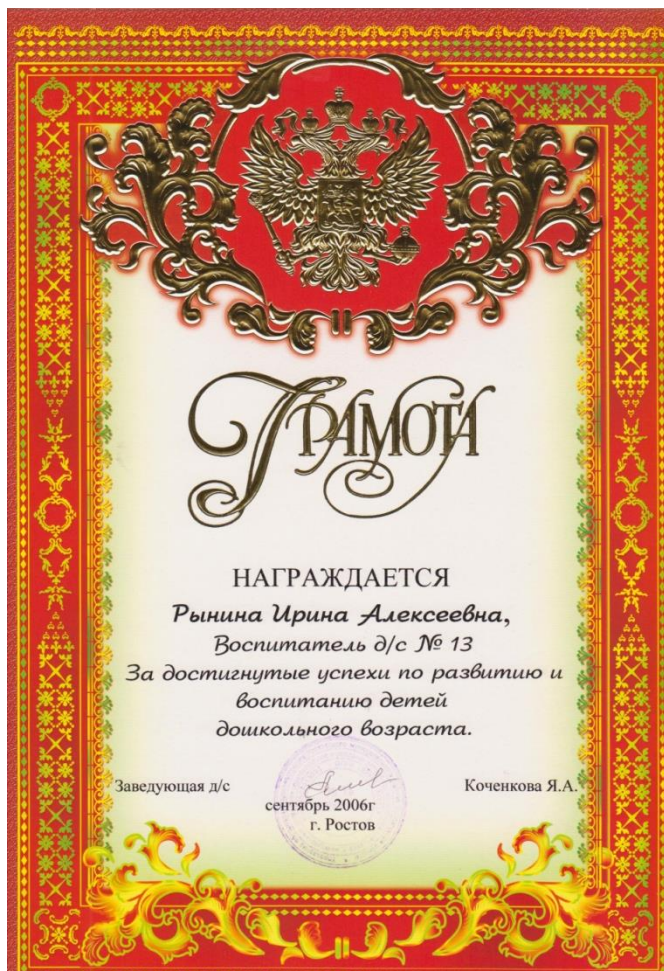 ГРАМОТА
НАГРАЖДАЕТСЯ
Рынина Ирина Алексеевна,
Воспитатель д/с № 13
За достигнутые успехи по развитию и
воспитанию детей
дошкольного возраста.
Заведующая д/с Коченкова Я.А.
сентябрь 2006г
г. Ростов